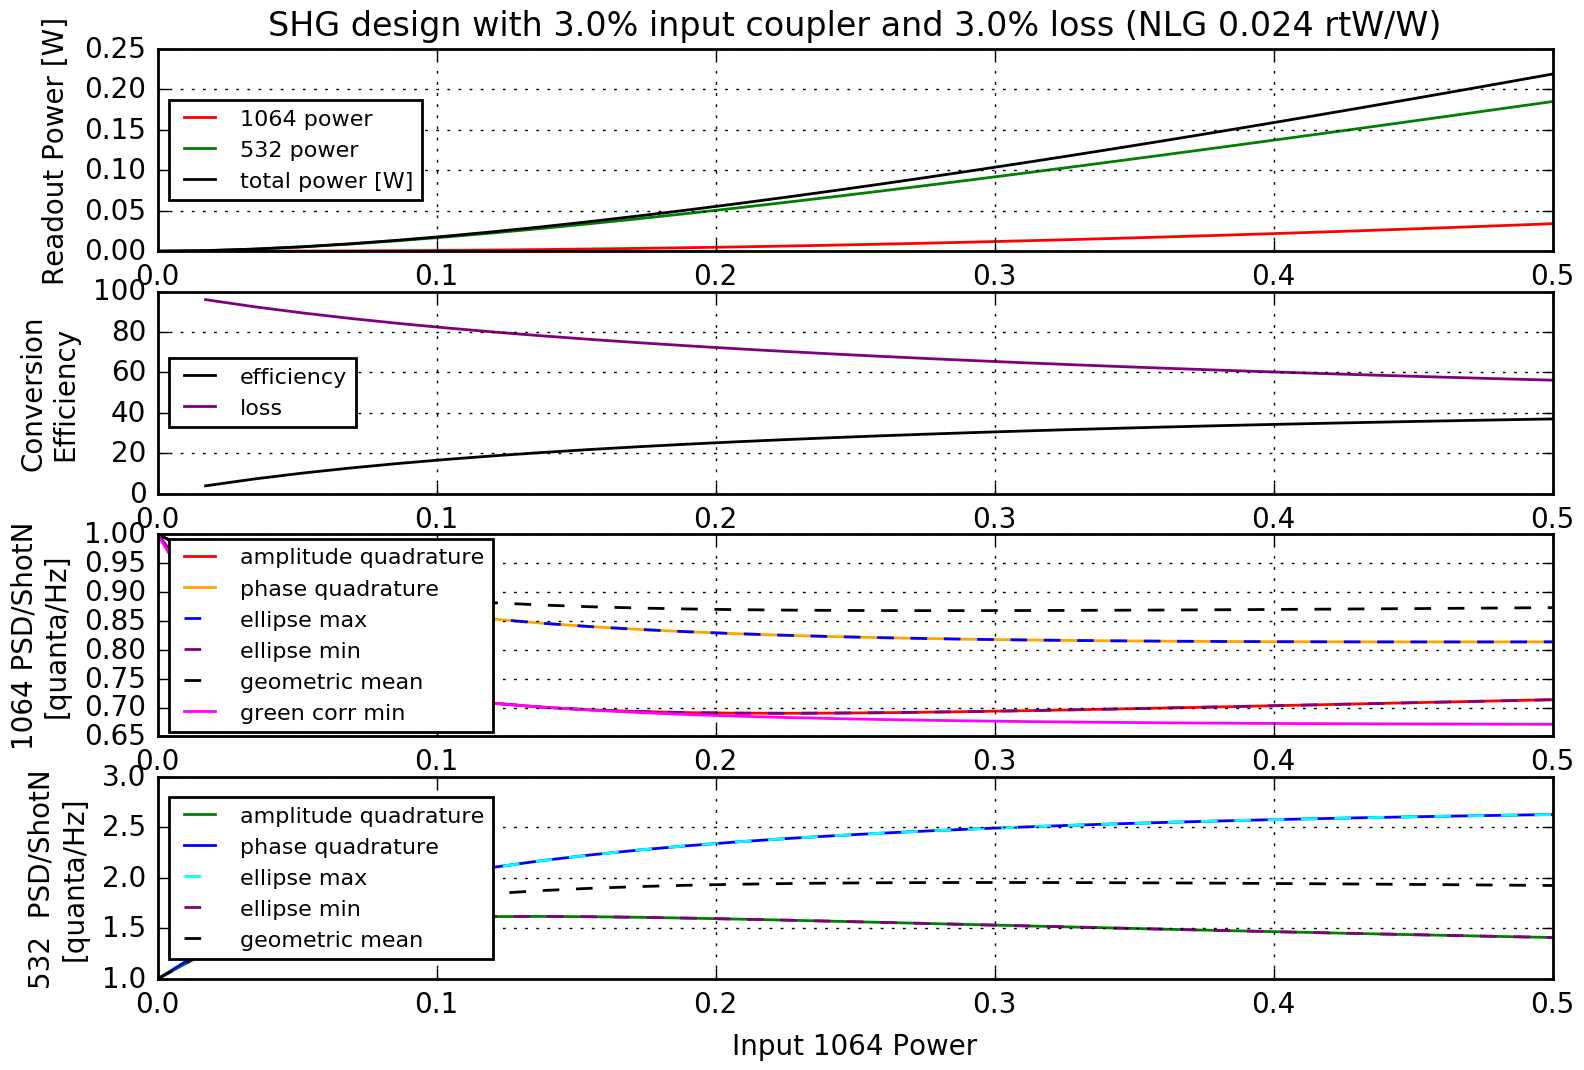 SHG design with 3.0% input coupler and 3.0% loss (NLG 0.024 rtW/W)
Readout Power [W]
0.25
0.20
0.15
0.10
0.05
0.00
1064 power
532 power
total power [W]
0.0 0.1 0.2 0.3 0.4 0.5
Conversion
Efficiency
100
80
60
40
20
0
efficiency
loss
0.0 0.1 0.2 0.3 0.4 0.5
1064 PSD/ShotN
[quanta/Hz]
1.00
0.95
0.90
0.85
0.80
0.75
0.70
0.65
amplitude quadrature
phase quadrature
ellipse max
ellipse min
geometric mean
green corr min
0.0 0.1 0.2 0.3 0.4 0.5
532 PSD/ShotN
[quanta/Hz]
3.0
2.5
2.0
1.5
1.0
amplitude quadrature
phase quadrature
ellipse max
ellipse min
geometric mean
0.0 0.1 0.2 0.3 0.4 0.5
Input 1064 Power